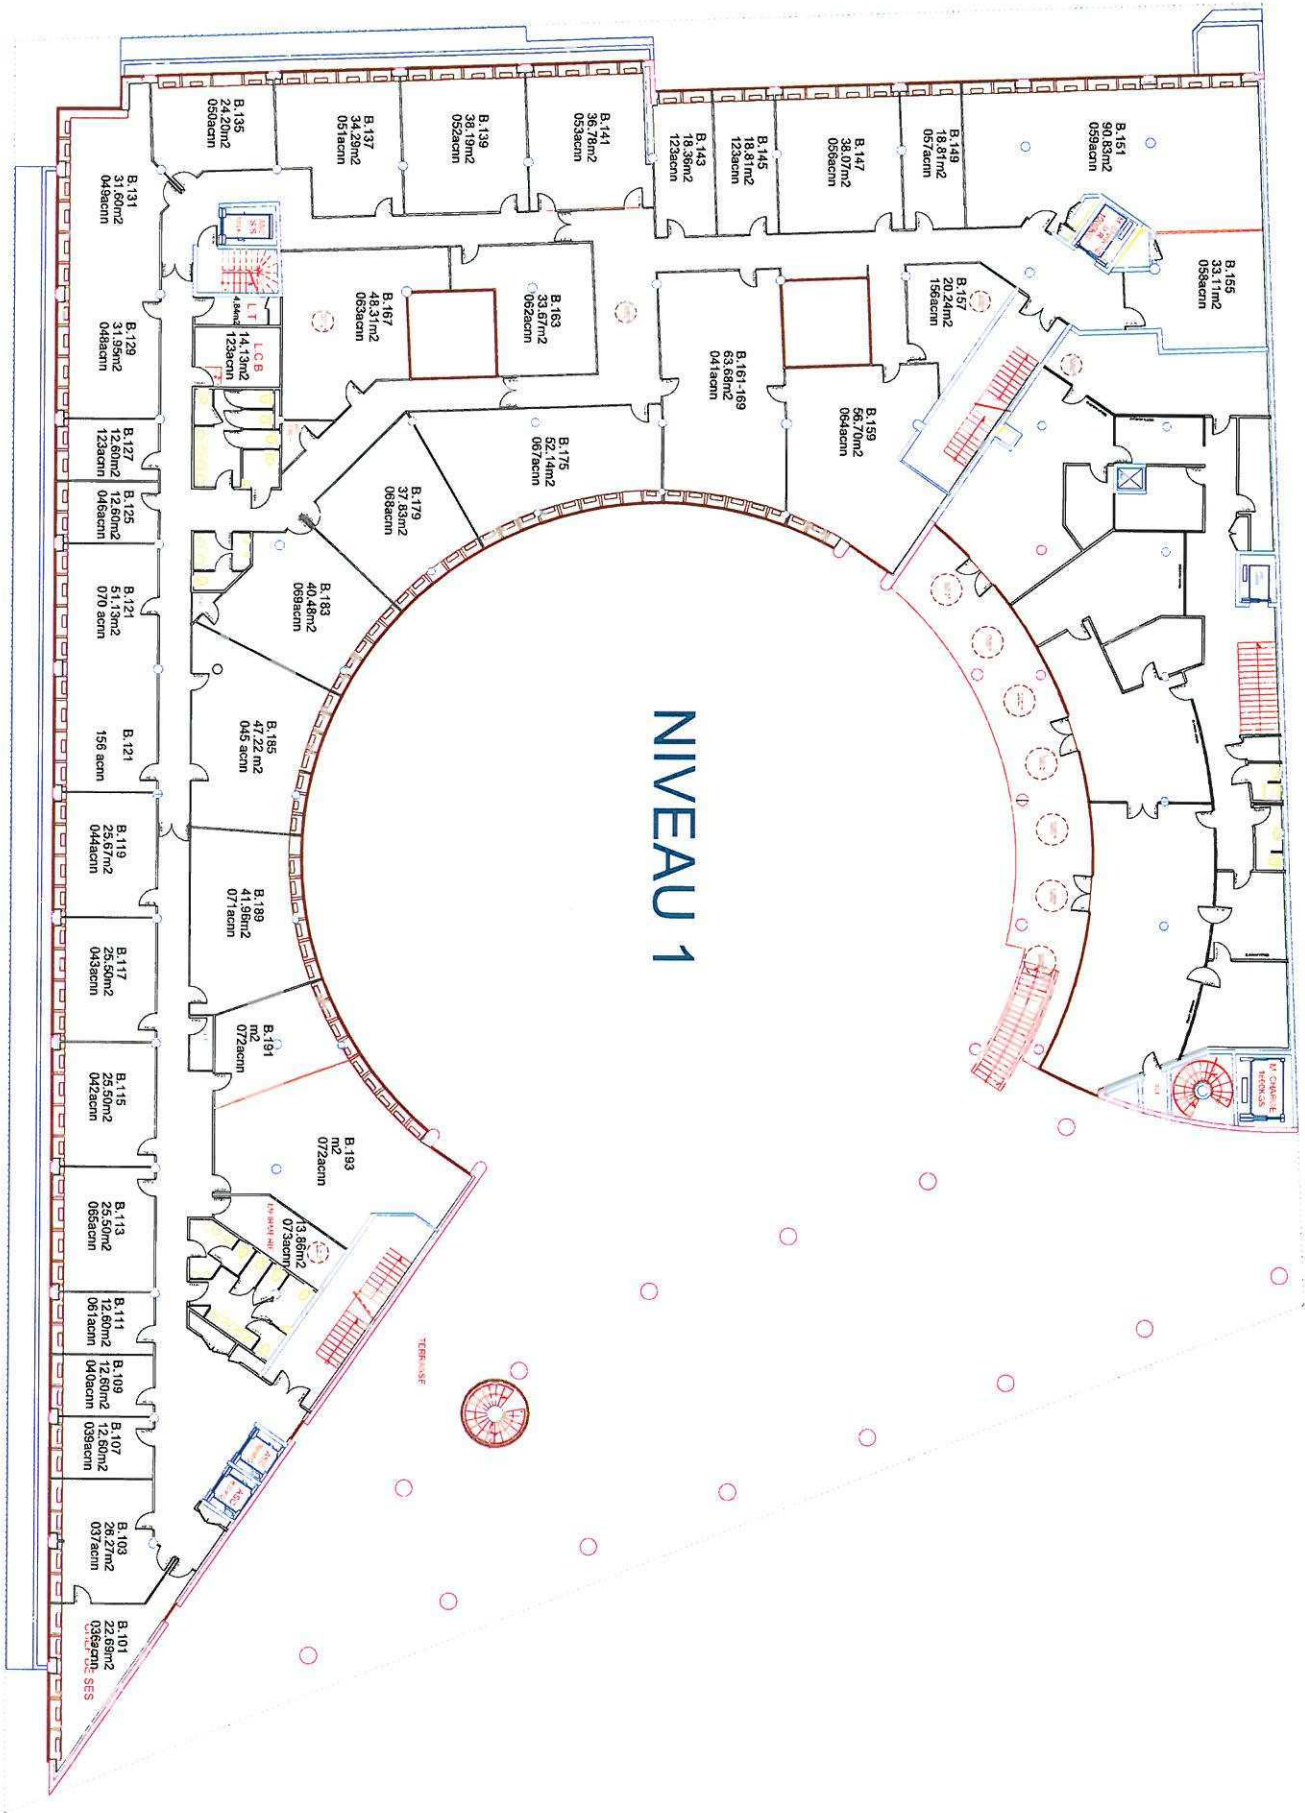 B.135
24.20m2
050acnn
B.137
34.29m2
051acnn
B.139
38.19m2
052acnn
B.141
36.78m2
053acnn
B.143
18.36m2
123acnn
B.145
18.81m2
123acnn
B.147
38.07m2
056acnn
B.149
18.81m2
057acnn
B.151
90.83m2
059acnn
B.155
33.11m2
058acnn
B.131
31.60m2
049acnn
B.129
31.95m2
048acnn
B.127
12.60m2
123acnn
B.125
12.60m2
046acnn
B.121
51.13m2
070 acnn
B.121
156 acnn
B.119
25.67m2
044acnn
B.117
25.50m2
043acnn
B.115
25.50m2
042acnn
B.113
25.50m2
065acnn
B.111
12.60m2
061acnn
B.109
12.60m2
040acnn
B.107
12.60m2
039acnn
B.103
26.27m2
037acnn
B.101
22.69m2
036acnn
LT
4.84m2
LCB
14.13m2
123acnn
B.167
48.31m2
063acnn
B.163
33.67m2
062acnn
B.161-169
63.68m2
041acnn
B.157
20.24m2
156acnn
B.159
56.70m2
064acnn
B.175
52.14m2
067acnn
B.179
37.83m2
068acnn
B.183
40.48m2
069acnn
B.185
47.22 m2
045 acnn
B.189
41.96m2
071acnn
B.191
m2
072acnn
B.193
m2
072acnn
13.86m2
073acnn
NIVEAU 1
TERRASSE
M. CHARGE